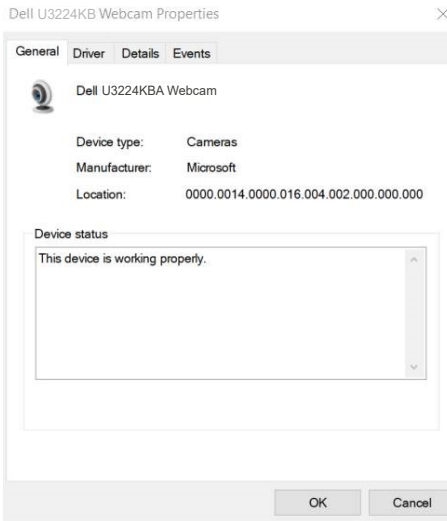 Dell U3224KB Webcam Properties
General Driver Details Events
Dell U3224KBA Webcam
Device type: Cameras
Manufacturer: Microsoft
Location: 0000.0014.0000.016.004.002.000.000.000
Device status
This device is working properly.
OK Cancel